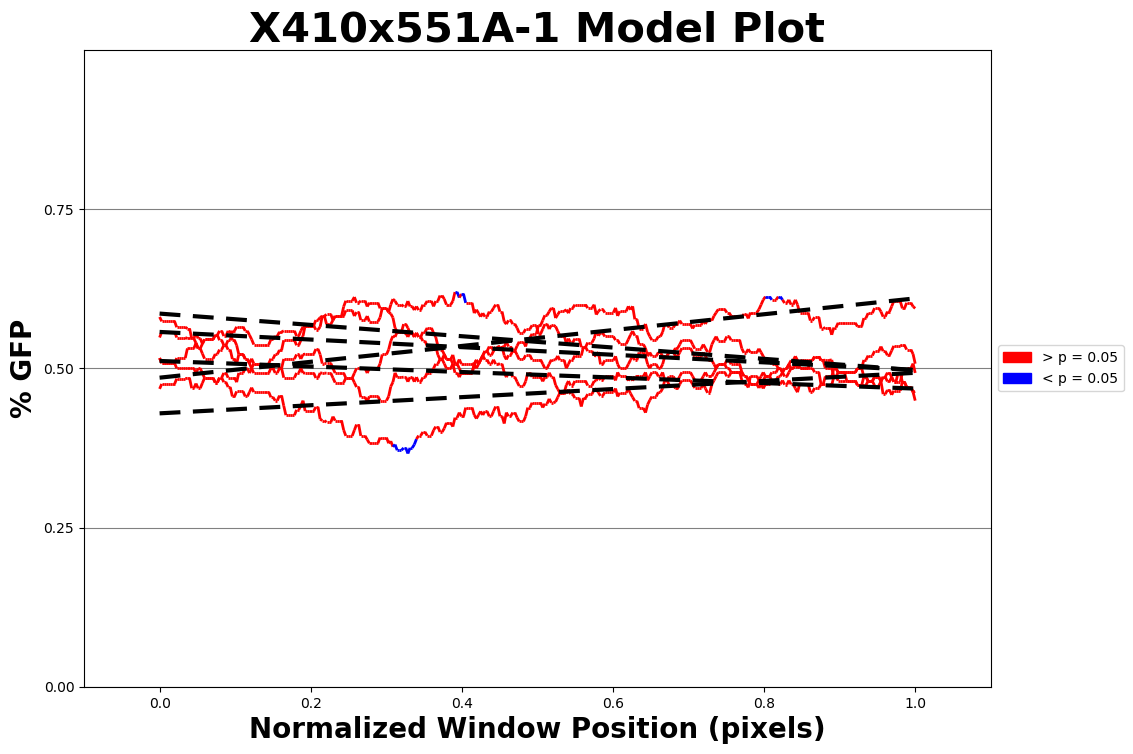 X410x551A-1 Model Plot
% GFP
0.75
0.50
0.25
0.00
0.0 0.2 0.4 0.6 0.8 1.0
Normalized Window Position (pixels)
> p = 0.05
< p = 0.05